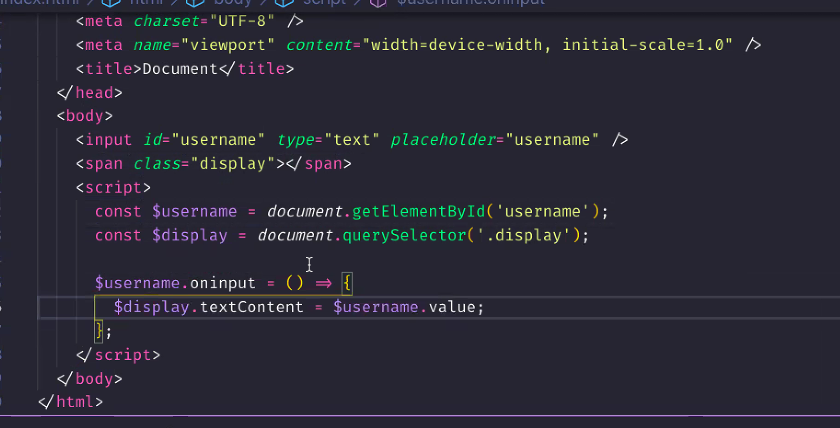 index.html html body script $username.oninput
<meta charset="UTF-8" />
<meta name="viewport" content="width=device-width, initial-scale=1.0" />
<title>Document</title>
</head>
<body>
<input id="username" type="text" placeholder="username" />
<span class="display"></span>
<script>
const $username = document.getElementById('username');
const $display = document.querySelector('.display');
$username.oninput = () => {
$display.textContent = $username.value;
};
</script>
</body>
</html>